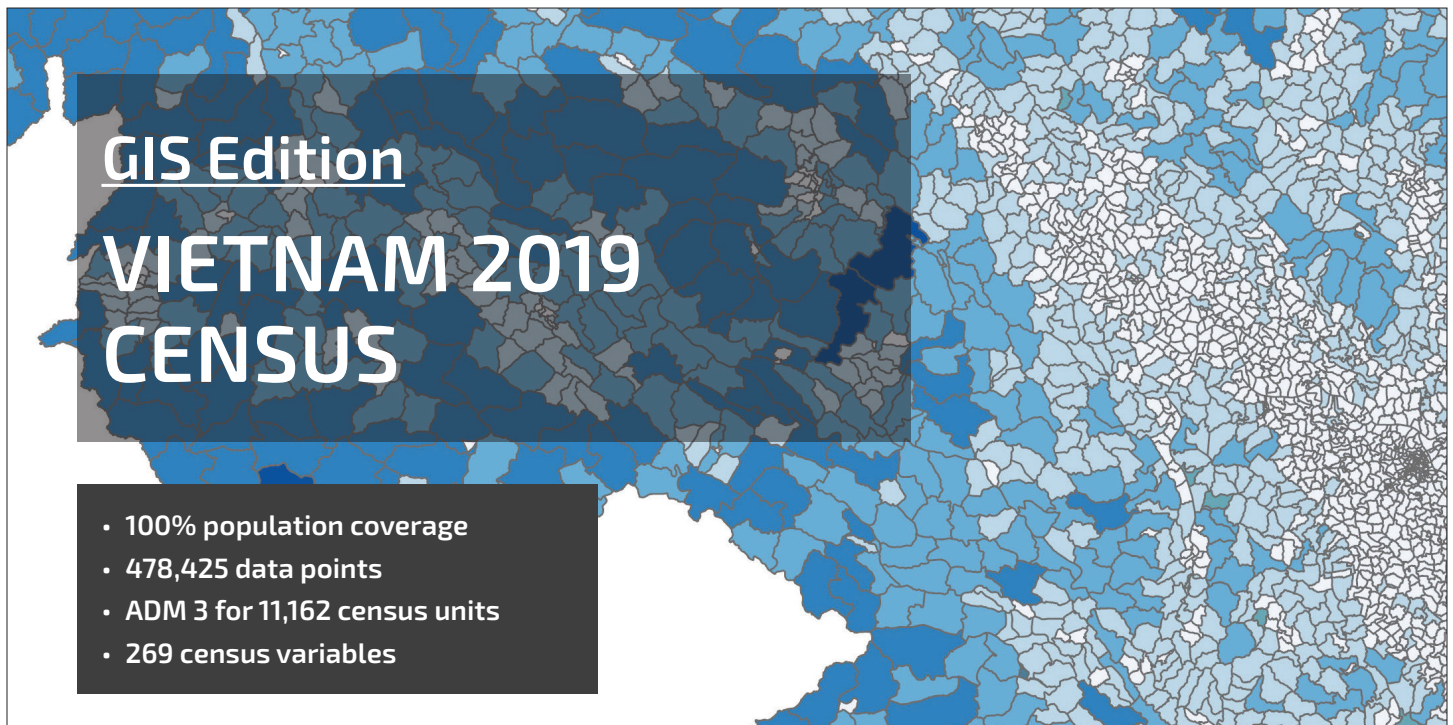 GIS Edition
VIETNAM 2019
CENSUS
• 100% population coverage
• 478,425 data points
• ADM 3 for 11,162 census units
• 269 census variables